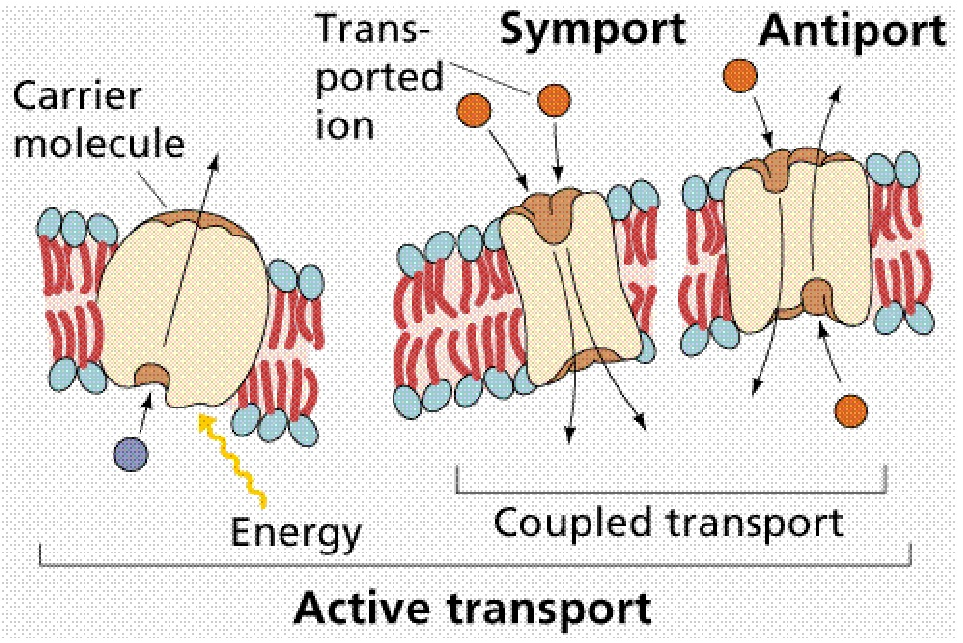 Carrier
molecule
Trans-
ported
ion
Symport
Antiport
Energy
Coupled transport
Active transport